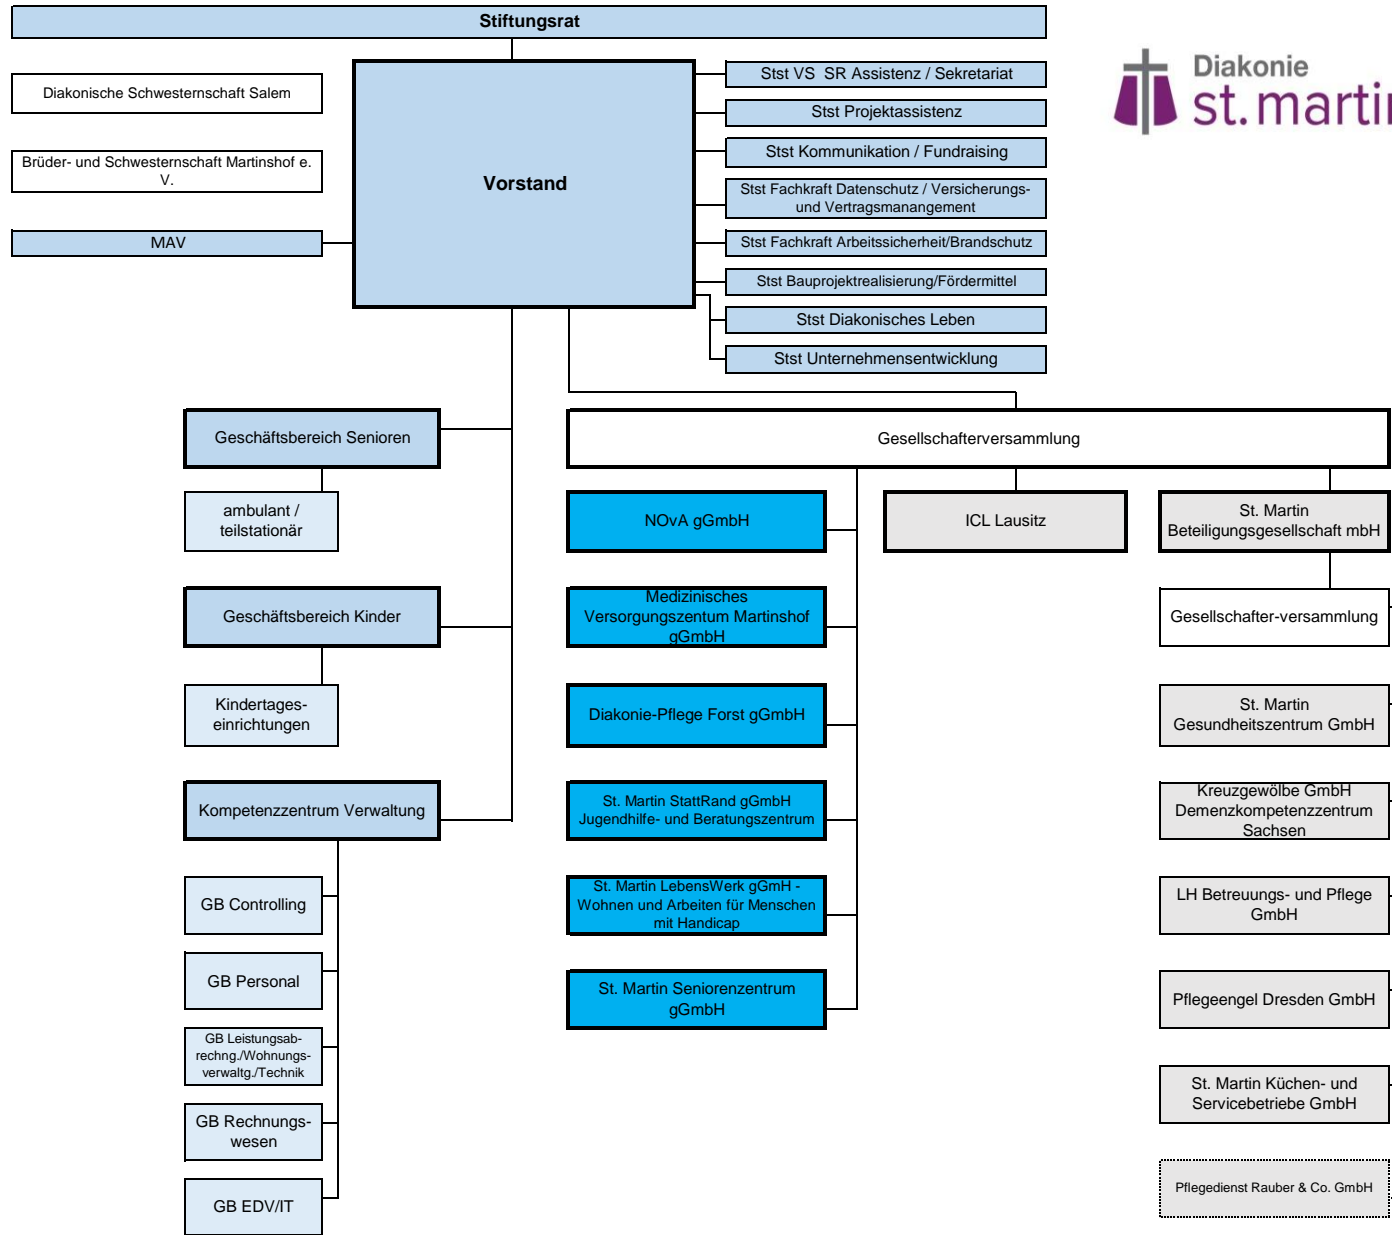 Stiftungsrat
Diakonie
st.martin
Diakonische Schwesternschaft Salem
Brüder- und Schwesternschaft Martinshof e.
V.
MAV
Vorstand
Stst VS  SR Assistenz / Sekretariat
Stst Projektassistenz
Stst Kommunikation / Fundraising
Stst Fachkraft Datenschutz / Versicherungs-
und Vertragsmanangement
Stst Fachkraft Arbeitssicherheit/Brandschutz
Stst Bauprojektrealisierung/Fördermittel
Stst Diakonisches Leben
Stst Unternehmensentwicklung
Geschäftsbereich Senioren
ambulant /
teilstationär
Geschäftsbereich Kinder
Kindertages-
einrichtungen
Kompetenzzentrum Verwaltung
GB Controlling
GB Personal
GB Leistungsab-
rechng./Wohnungs-
verwaltg./Technik
GB Rechnungs-
wesen
GB EDV/IT
Gesellschafterversammlung
NOvA gGmbH
Medizinisches
Versorgungszentum Martinshof
gGmbH
Diakonie-Pflege Forst gGmbH
St. Martin StattRand gGmbH
Jugendhilfe- und Beratungszentrum
St. Martin LebensWerk gGmH -
Wohnen und Arbeiten für Menschen
mit Handicap
St. Martin Seniorenzentrum
gGmbH
ICL Lausitz
St. Martin
Beteiligungsgesellschaft mbH
Gesellschafter-versammlung
St. Martin
Gesundheitszentrum GmbH
Kreuzgewölbe GmbH
Demenzkompetenzzentrum
Sachsen
LH Betreuungs- und Pflege
GmbH
Pflegeengel Dresden GmbH
St. Martin Küchen- und
Servicebetriebe GmbH
Pflegedienst Rauber & Co. GmbH